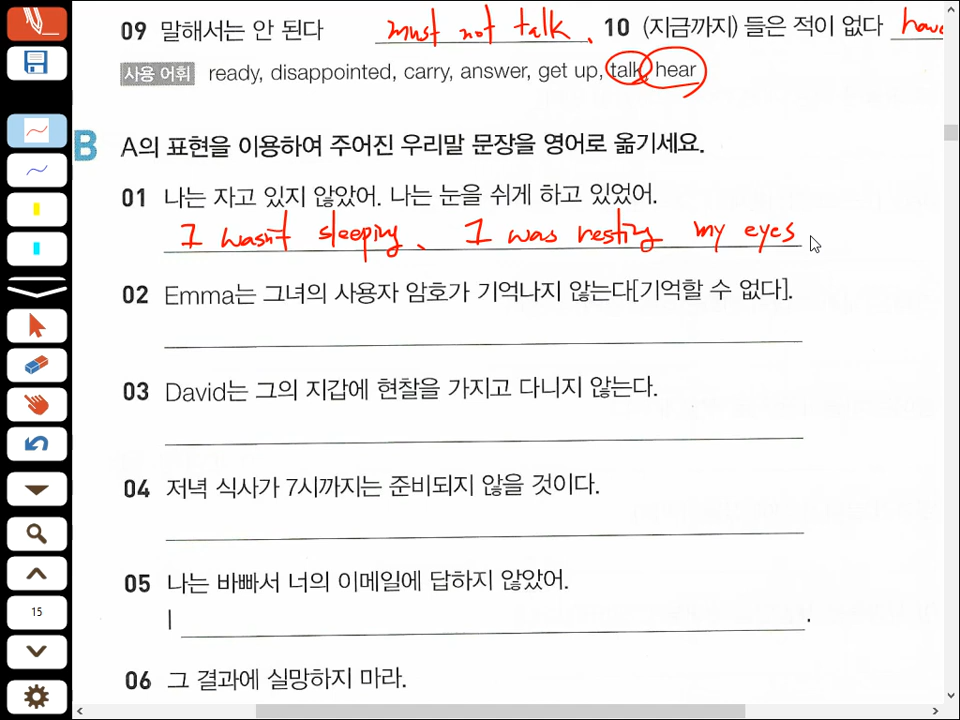 09 말해서는 안 된다 must not talk. 10 (지금까지) 들은 적이 없다
사용 어휘 ready, disappointed, carry, answer, get up, talk, hear
B A의 표현을 이용하여 주어진 우리말 문장을 영어로 옮기세요.
01 나는 자고 있지 않았어. 나는 눈을 쉬게 하고 있었어.
I wasn't sleeping. I was resting my eyes
02 Emma는 그녀의 사용자 암호가 기억나지 않는다[기억할 수 없다].
03 David는 그의 지갑에 현찰을 가지고 다니지 않는다.
04 저녁 식사가 7시까지는 준비되지 않을 것이다.
05 나는 바빠서 너의 이메일에 답하지 않았어.
I .
15
06 그 결과에 실망하지 마라.